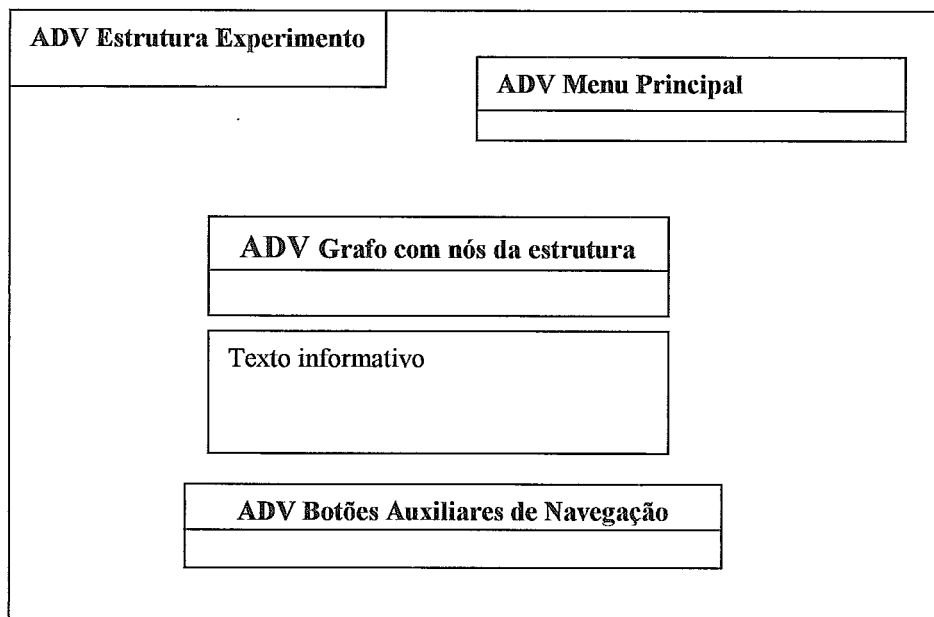 ADV Estrutura Experimento
ADV Menu Principal
ADV Grafo com nós da estrutura
Texto informativo
ADV Botões Auxiliares de Navegação